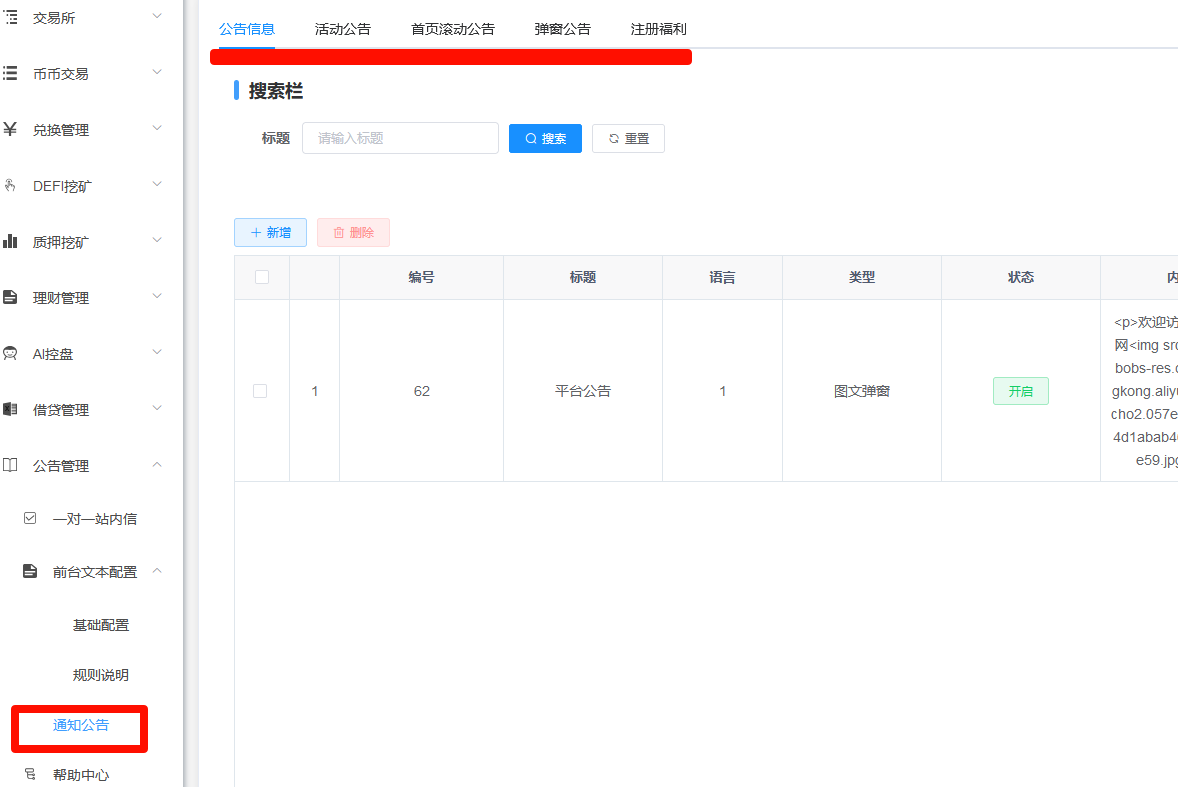 交易所
币币交易
兑换管理
DEFI挖矿
质押挖矿
理财管理
AI控盘
借贷管理
公告管理
一对一站内信
前台文本配置
基础配置
规则说明
通知公告
帮助中心
公告信息 活动公告 首页滚动公告 弹窗公告 注册福利
搜索栏
标题 请输入标题 搜索 重置
新增 删除
编号 标题 语言 类型 状态
1 62 平台公告 1 图文弹窗 开启
<p>欢迎访
网<img src
bobs-res.
gkong.aliy
cho2.057e
4d1abab4
e59.jp